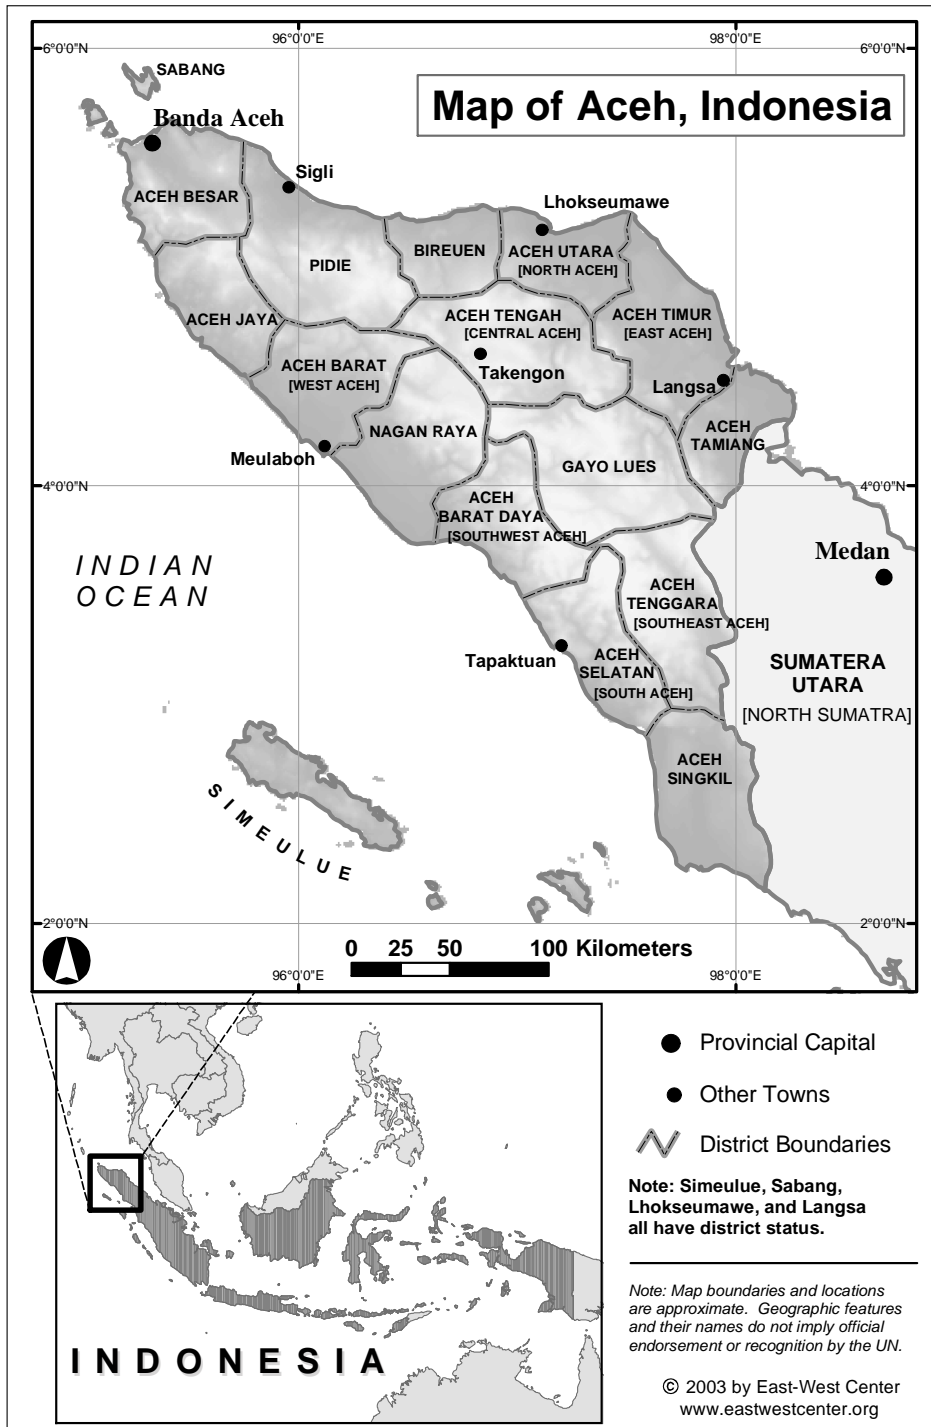 96°0'0"E
98°0'0"E
6°0'0"N
6°0'0"N
SABANG
Map of Aceh, Indonesia
Banda Aceh
Sigli
ACEH BESAR
Lhokseumawe
BIREUEN
ACEH UTARA
[NORTH ACEH]
PIDIE
ACEH JAYA
ACEH TENGAH
[CENTRAL ACEH]
ACEH TIMUR
[EAST ACEH]
Takengon
ACEH BARAT
[WEST ACEH]
Langsa
NAGAN RAYA
ACEH
TAMIANG
Meulaboh
GAYO LUES
4°0'0"N
4°0'0"N
ACEH
BARAT DAYA
[SOUTHWEST ACEH]
INDIAN
OCEAN
Medan
ACEH
TENGGARA
[SOUTHEAST ACEH]
Tapaktuan
ACEH
SELATAN
[SOUTH ACEH]
SUMATERA
UTARA
[NORTH SUMATRA]
ACEH
SINGKIL
SIMEULUE
2°0'0"N
2°0'0"N
0 25 50 100 Kilometers
96°0'0"E
98°0'0"E
Provincial Capital
Other Towns
District Boundaries
Note: Simeulue, Sabang,
Lhokseumawe, and Langsa
all have district status.
Note: Map boundaries and locations
are approximate. Geographic features
and their names do not imply official
endorsement or recognition by the UN.
© 2003 by East-West Center
www.eastwestcenter.org
INDONESIA